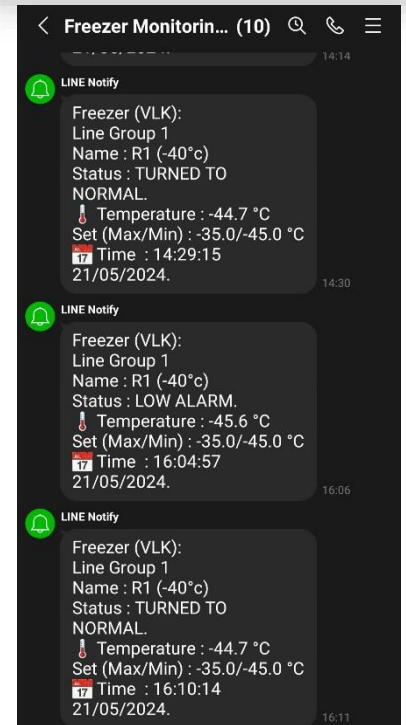 Freezer Monitorin... (10)
14:14
LINE Notify
Freezer (VLK):
Line Group 1
Name : R1 (-40°c)
Status : TURNED TO
NORMAL.
🌡 Temperature : -44.7 °C
Set (Max/Min) : -35.0/-45.0 °C
📅 Time : 14:29:15
21/05/2024.
14:30
LINE Notify
Freezer (VLK):
Line Group 1
Name : R1 (-40°c)
Status : LOW ALARM.
🌡 Temperature : -45.6 °C
Set (Max/Min) : -35.0/-45.0 °C
📅 Time : 16:04:57
21/05/2024.
16:06
LINE Notify
Freezer (VLK):
Line Group 1
Name : R1 (-40°c)
Status : TURNED TO
NORMAL.
🌡 Temperature : -44.7 °C
Set (Max/Min) : -35.0/-45.0 °C
📅 Time : 16:10:14
21/05/2024.
16:11